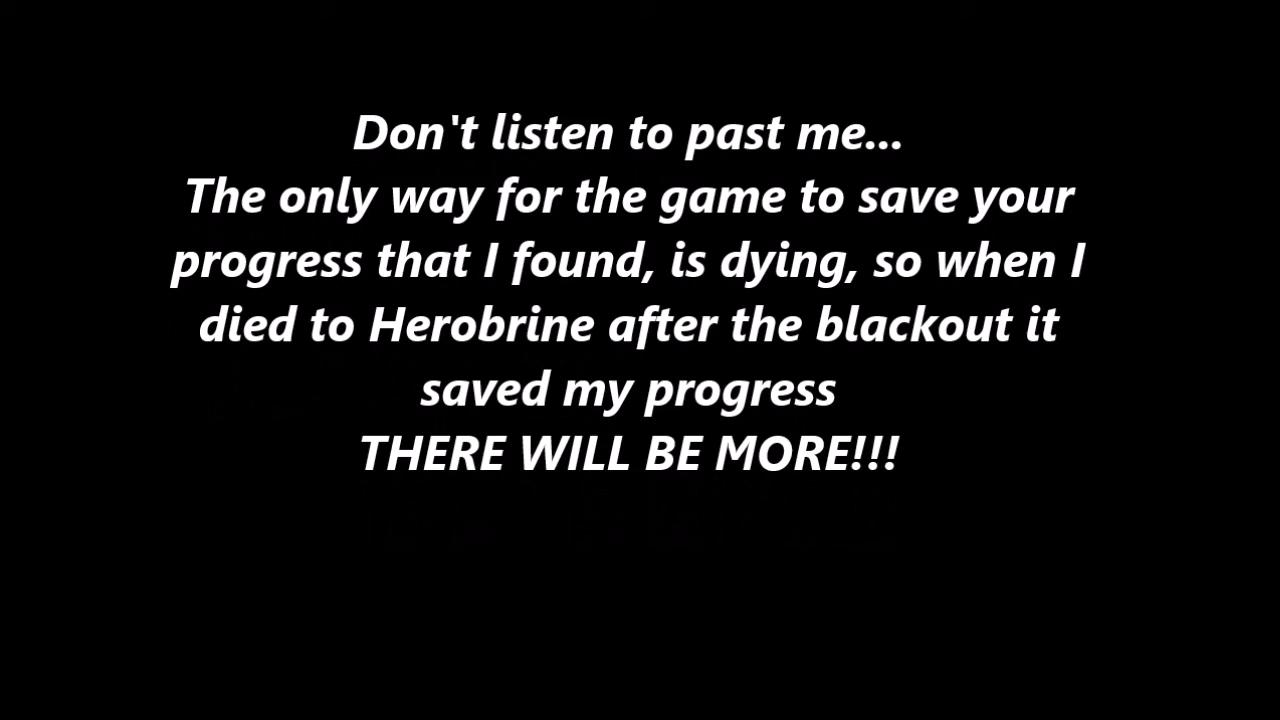 Don't listen to past me...
The only way for the game to save your
progress that I found, is dying, so when I
died to Herobrine after the blackout it
saved my progress
THERE WILL BE MORE!!!